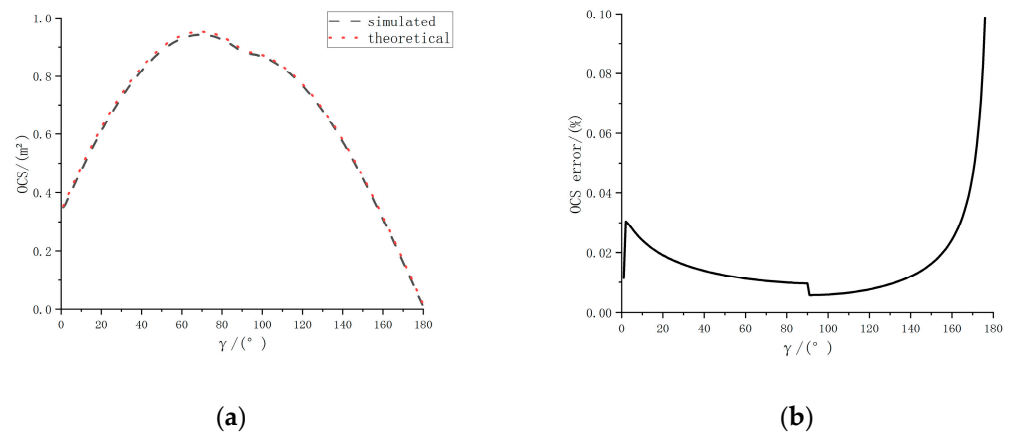 1.0
0.8
0.6
0.4
0.2
0.0
OCS/(m²)
simulated
theoretical
0 20 40 60 80 100 120 140 160 180
γ/(°)
(a)
0.10
0.08
0.06
0.04
0.02
0.00
OCS error/(%)
0 20 40 60 80 100 120 140 160 180
γ/(°)
(b)